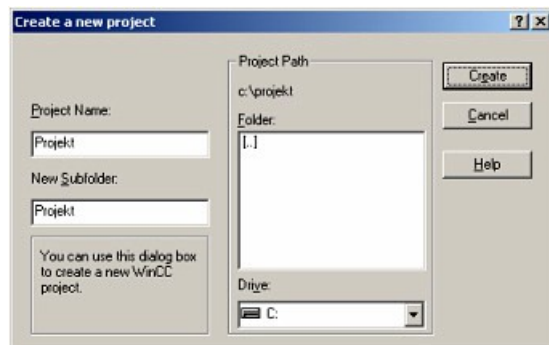 Create a new project
Project Name:
Projekt
New Subfolder:
Projekt
You can use this dialog box
to create a new WinCC
project.
Project Path
c:\projekt
Folder:
[..]
Drive:
C:
Create
Cancel
Help